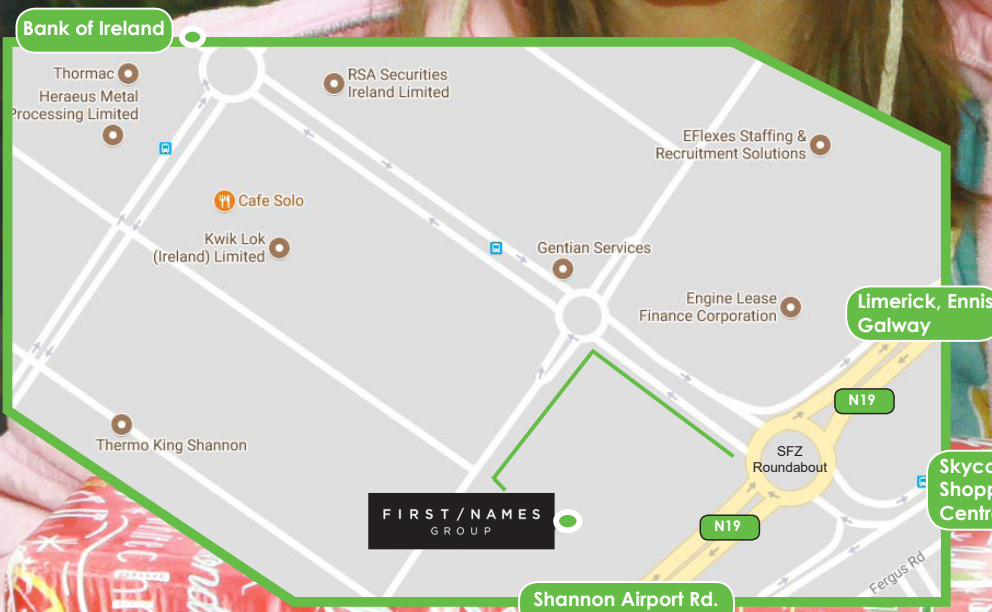 Bank of Ireland
Thormac
Heraeus Metal
Processing Limited
RSA Securities
Ireland Limited
EFlexes Staffing &
Recruitment Solutions
Cafe Solo
Kwik Lok
(Ireland) Limited
Gentian Services
Engine Lease
Finance Corporation
Limerick, Ennis
Galway
N19
Thermo King Shannon
SFZ
Roundabout
Shopp
Centr
FIRST/NAMES
GROUP
N19
Fergus Rd
Shannon Airport Rd.